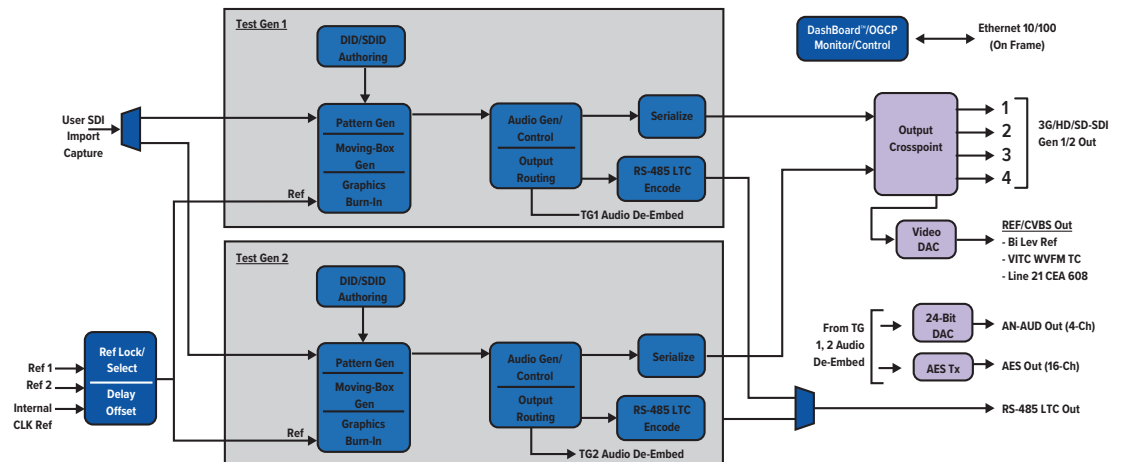 Test Gen 1
DID/SDID
Authoring
User SDI
Import
Capture
Pattern Gen
Moving-Box
Gen
Graphics
Burn-In
Ref
Audio Gen/
Control
Output
Routing
Serialize
RS-485 LTC
Encode
TG1 Audio De-Embed
Test Gen 2
DID/SDID
Authoring
Pattern Gen
Moving-Box
Gen
Graphics
Burn-In
Ref
Audio Gen/
Control
Output
Routing
Serialize
RS-485 LTC
Encode
TG2 Audio De-Embed
Ref 1
Ref 2
Internal
CLK Ref
Ref Lock/
Select
Delay
Offset
DashBoard™/OGCP
Monitor/Control
Ethernet 10/100
(On Frame)
Output
Crosspoint
1
2
3
4
3G/HD/SD-SDI
Gen 1/2 Out
Video
DAC
REF/CVBS Out
- Bi Lev Ref
- VITC WVFM TC
- Line 21 CEA 608
From TG
1, 2 Audio
De-Embed
24-Bit
DAC
AN-AUD Out (4-Ch)
AES Tx
AES Out (16-Ch)
RS-485 LTC Out